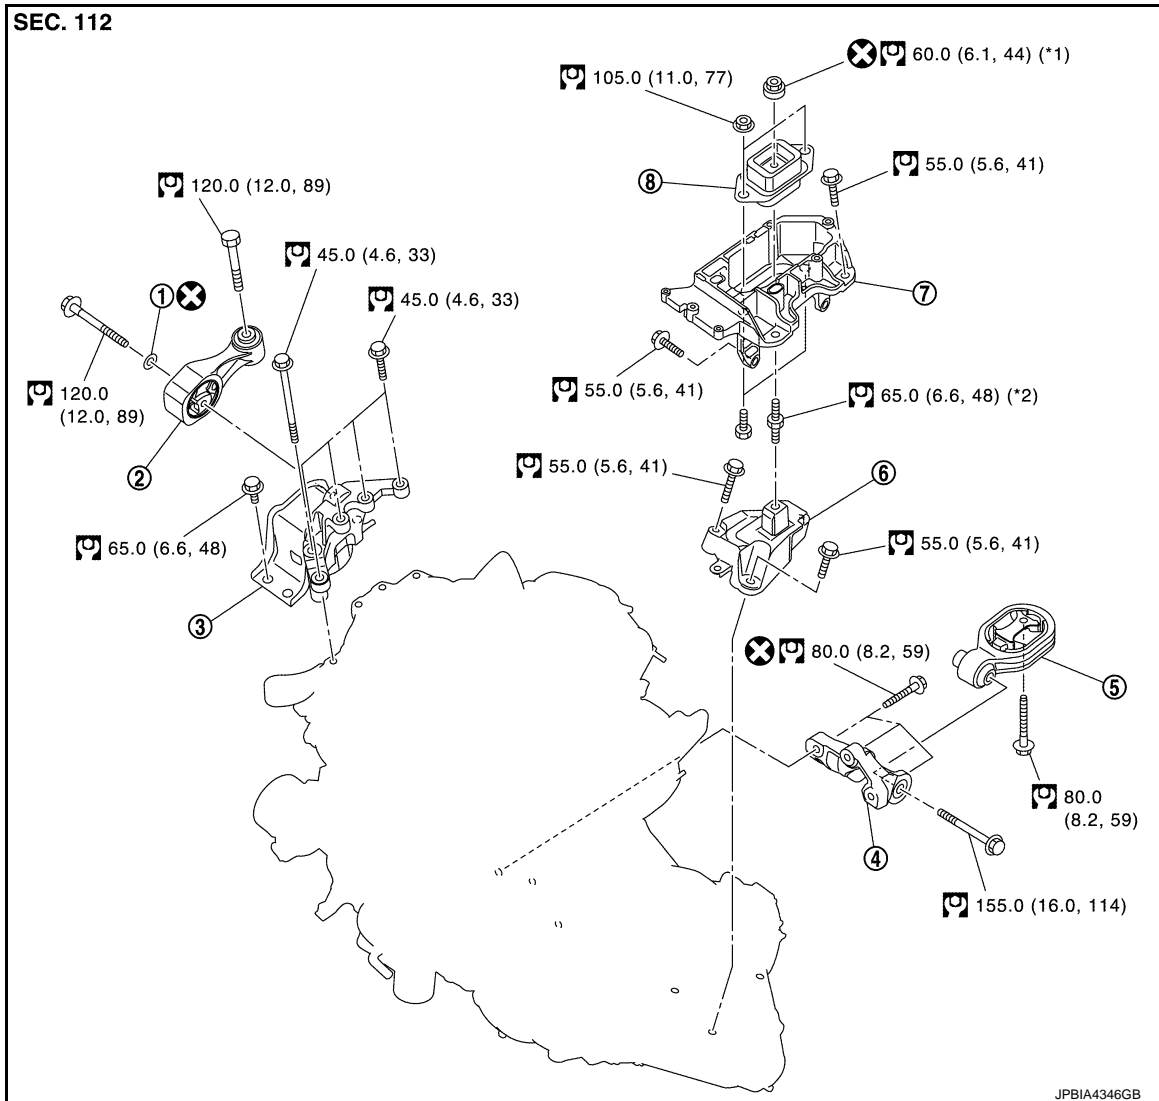 SEC. 112
60.0 (6.1, 44) (*1)
105.0 (11.0, 77)
55.0 (5.6, 41)
8
120.0 (12.0, 89)
45.0 (4.6, 33)
1
45.0 (4.6, 33)
7
120.0
(12.0, 89)
55.0 (5.6, 41)
65.0 (6.6, 48) (*2)
2
55.0 (5.6, 41)
6
65.0 (6.6, 48)
55.0 (5.6, 41)
3
80.0 (8.2, 59)
5
80.0
(8.2, 59)
4
155.0 (16.0, 114)
JPBIA4346GB